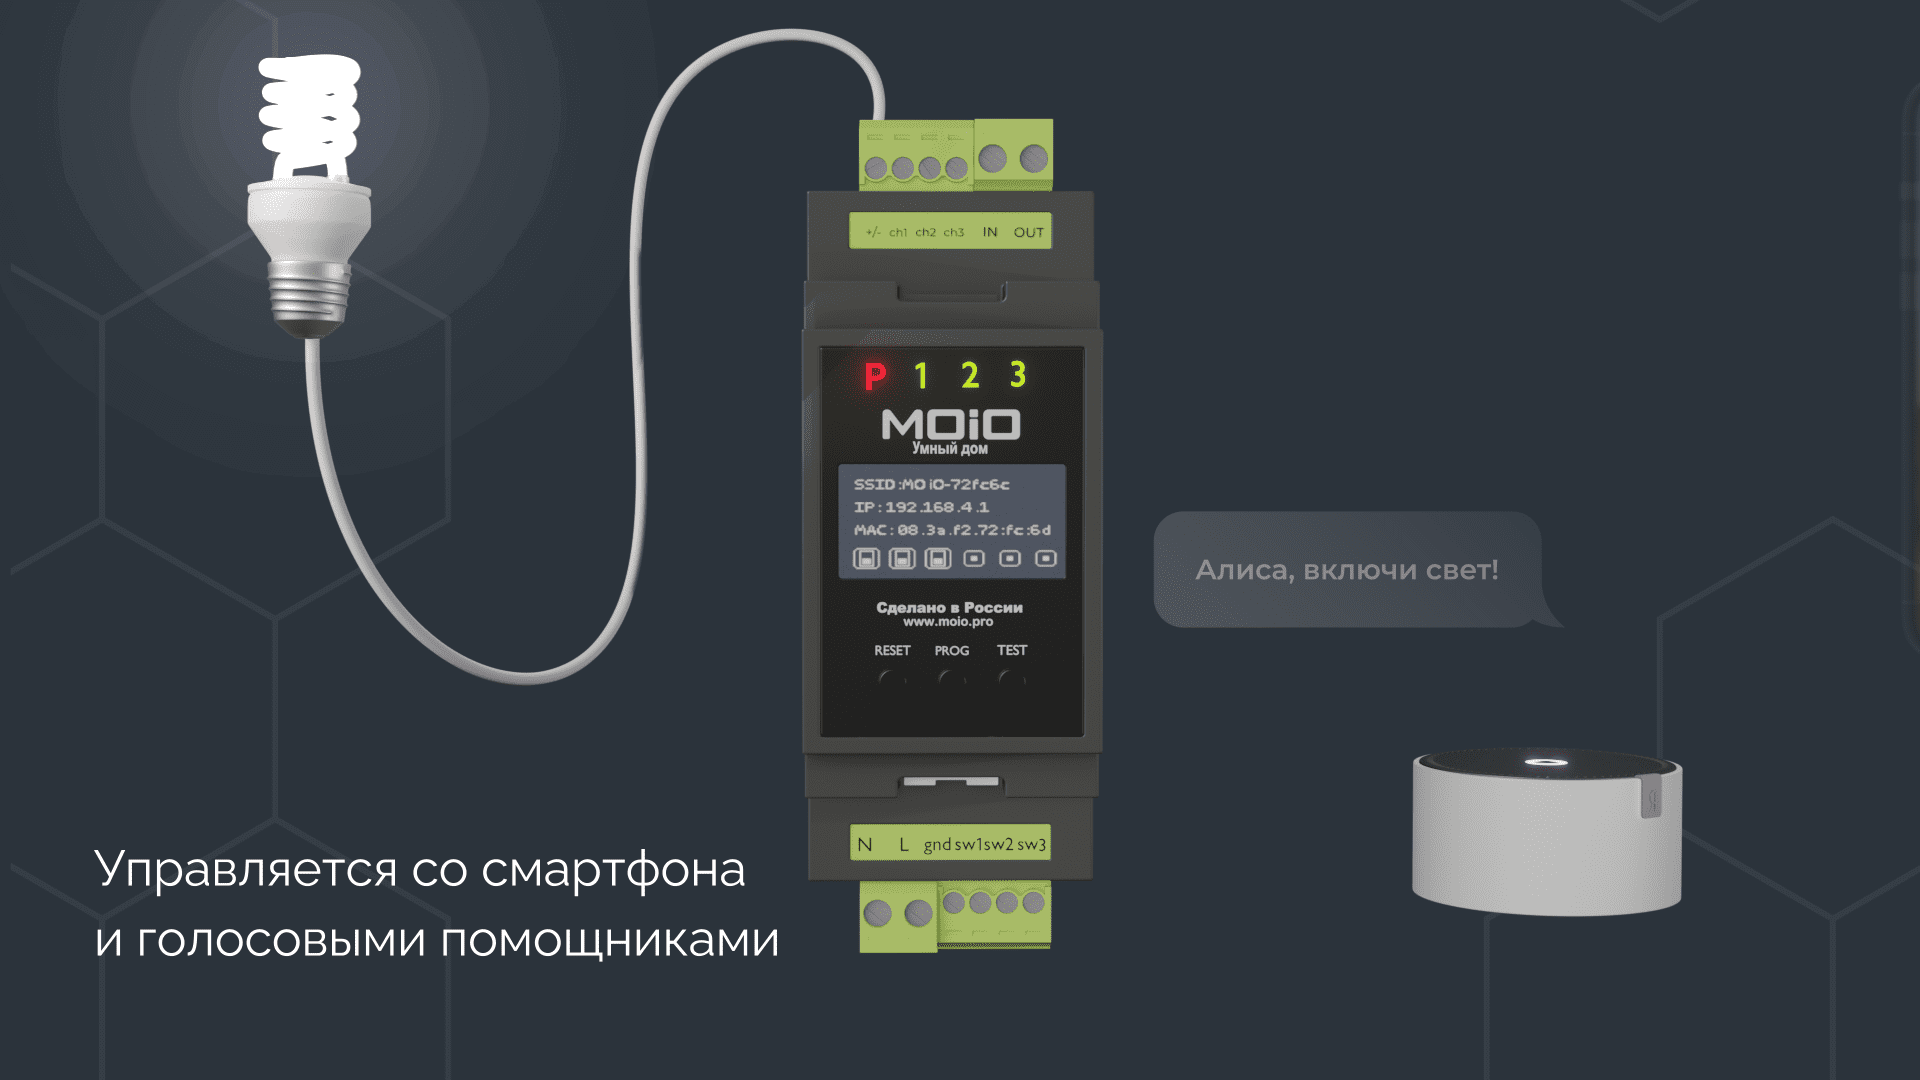 +/- ch1 ch2 ch3 IN OUT
P 1 2 3
MOiO
Умный дом
SSID:MOiO-72fc6c
IP:192.168.4.1
MAC:08.3a.f2.72:fc:6d
Сделано в России
www.moio.pro
RESET PROG TEST
Алиса, включи свет!
N L gnd sw1 sw2 sw3
Управляется со смартфона
и голосовыми помощниками